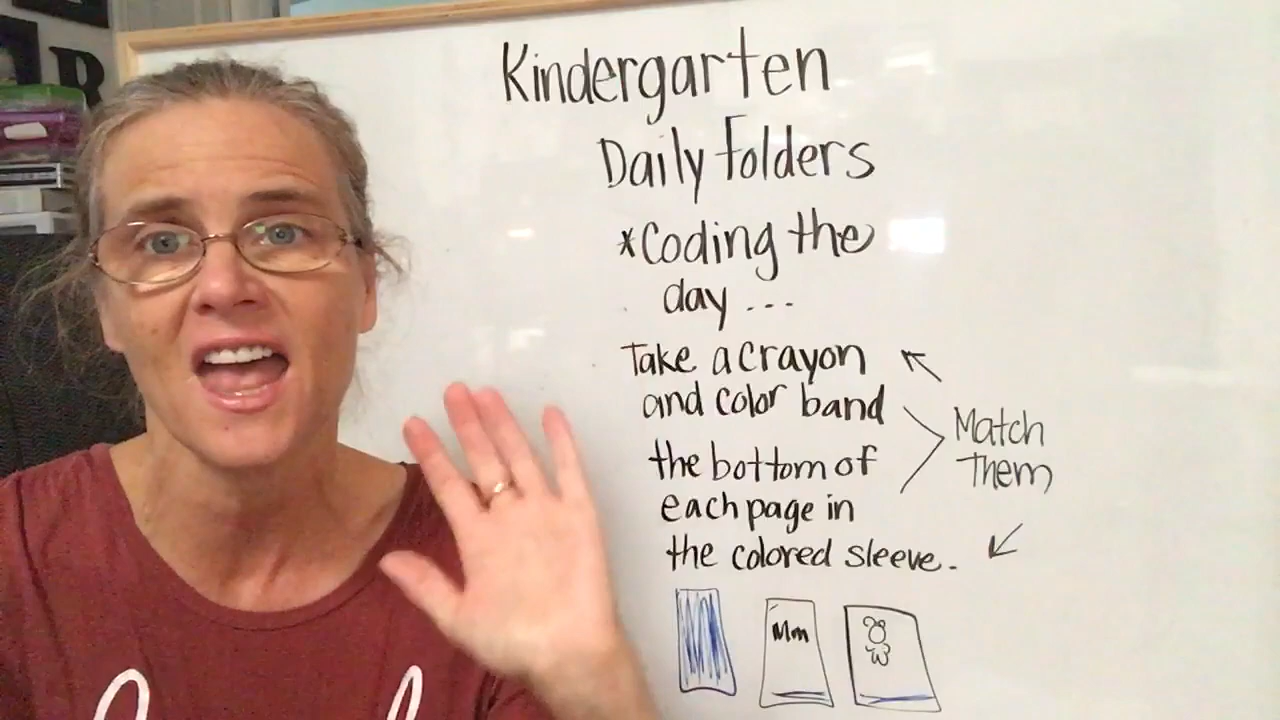 R
Kindergarten
Daily Folders
*Coding the
day ...
Take a crayon
and color band
the bottom of
each page in
the colored sleeve.
Match
Them
Mm